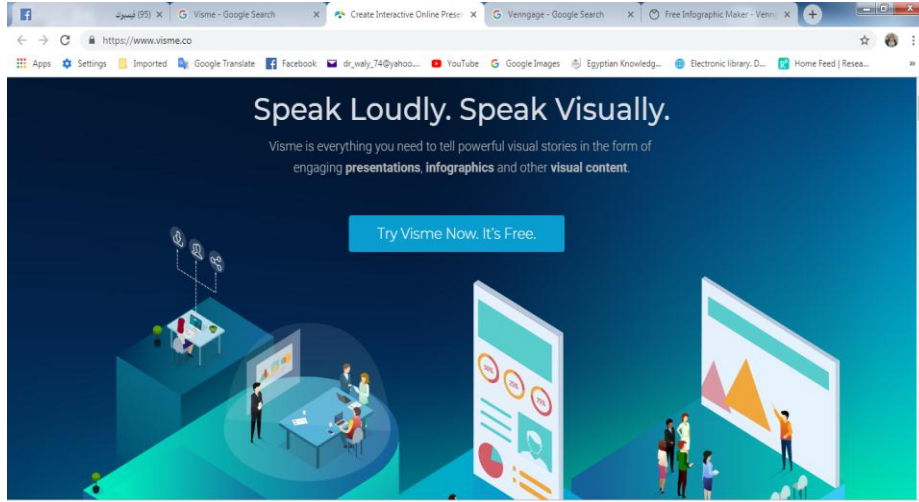 (95) فيسبوك
Visme - Google Search
Create Interactive Online Presen
Venngage - Google Search
Free Infographic Maker - Venng
https://www.visme.co
Apps
Settings
Imported
Google Translate
Facebook
dr_waly_74@yahoo...
YouTube
Google Images
Egyptian Knowledg...
Electronic library. D...
Home Feed | Resea...
Speak Loudly. Speak Visually.
Visme is everything you need to tell powerful visual stories in the form of
engaging presentations, infographics and other visual content.
Try Visme Now. It's Free.